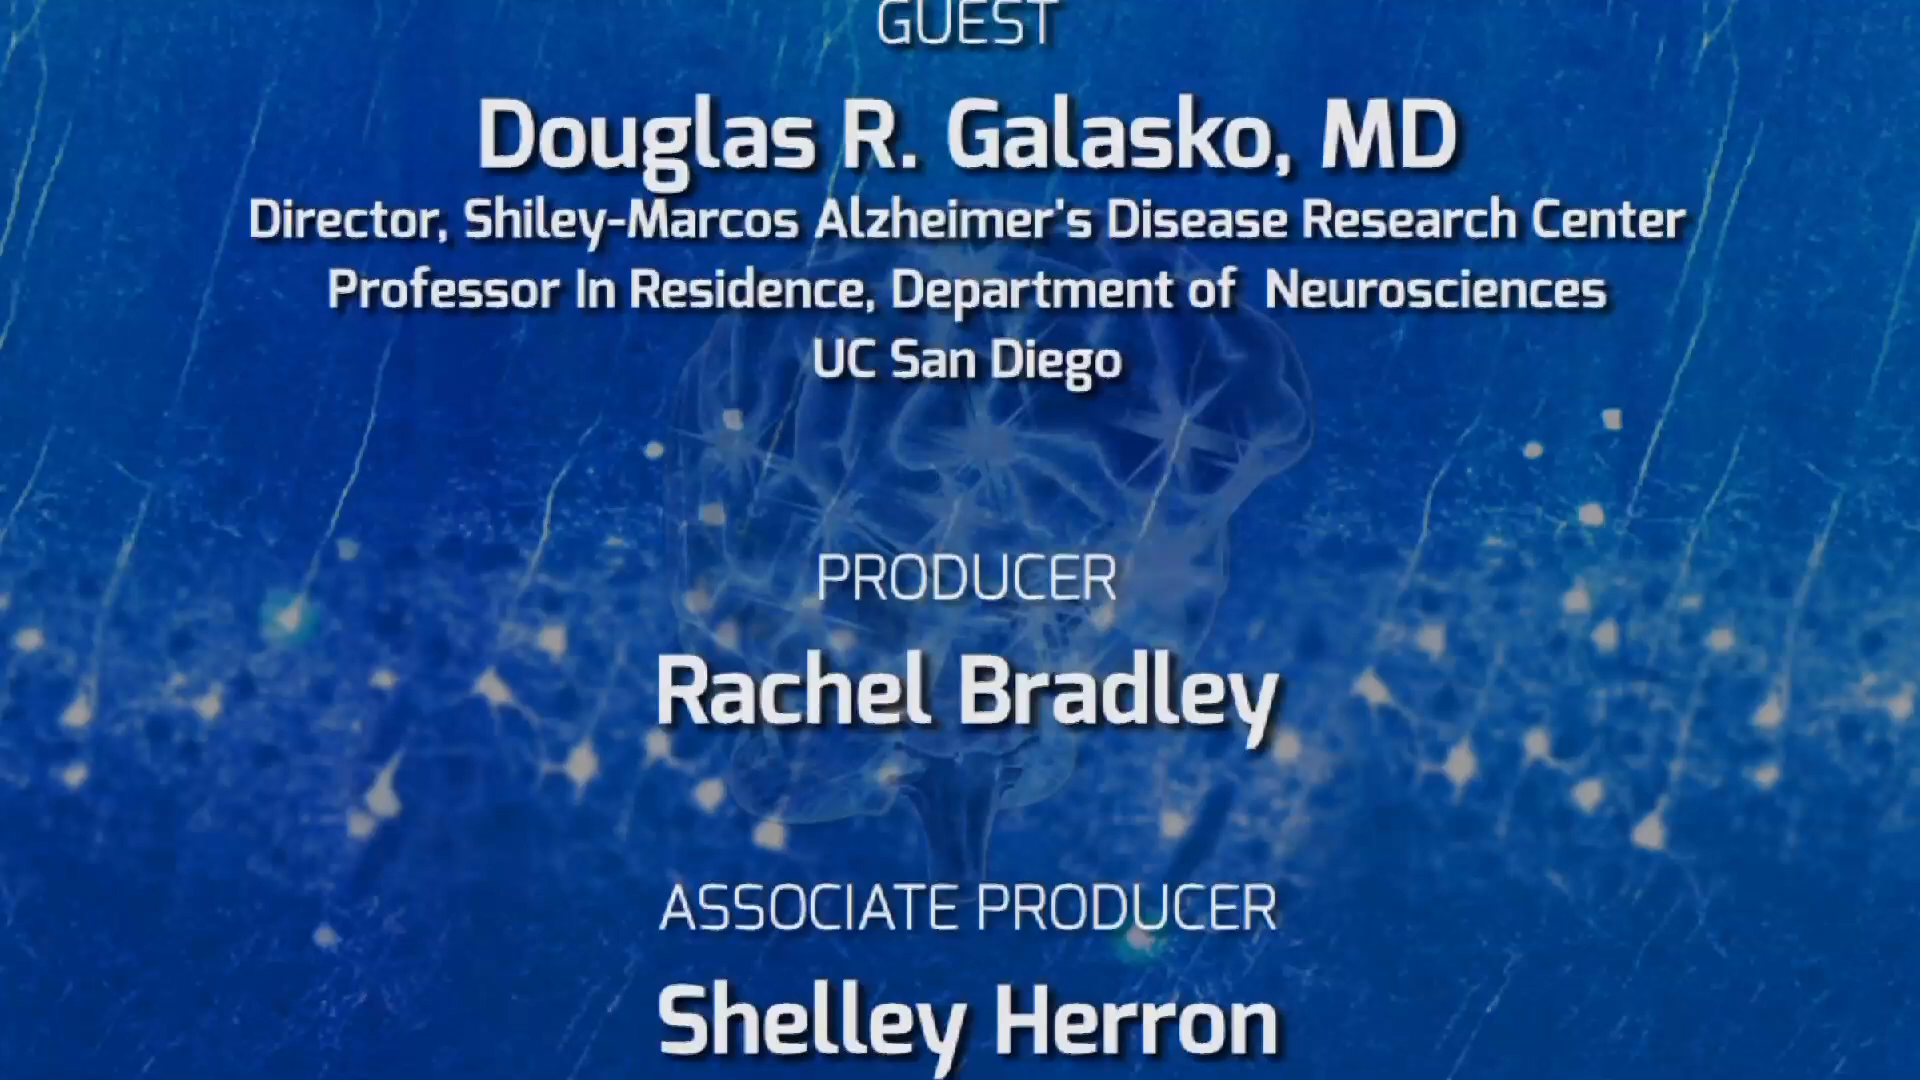 GUEST
Douglas R. Galasko, MD
Director, Shiley-Marcos Alzheimer's Disease Research Center
Professor In Residence, Department of Neurosciences
UC San Diego
PRODUCER
Rachel Bradley
ASSOCIATE PRODUCER
Shelley Herron